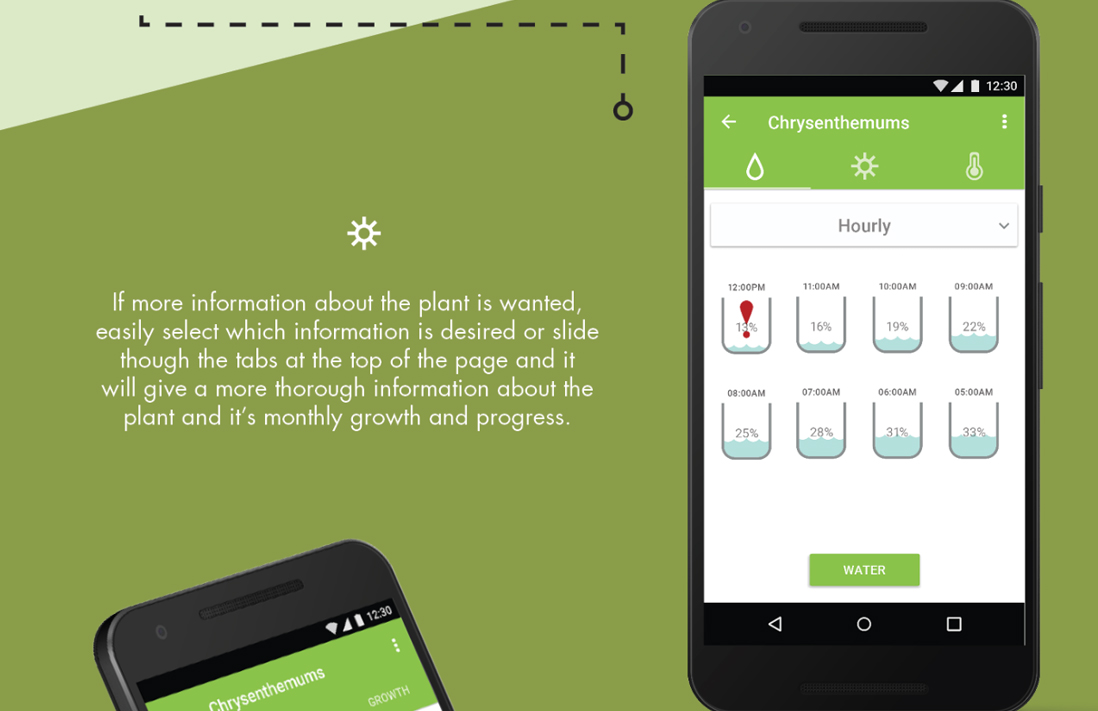 12:30
Chrysenthemums
Hourly
12:00PM 11:00AM 10:00AM 09:00AM
13% 16% 19% 22%
08:00AM 07:00AM 06:00AM 05:00AM
25% 28% 31% 33%
WATER
If more information about the plant is wanted,
easily select which information is desired or slide
though the tabs at the top of the page and it
will give a more thorough information about the
plant and it’s monthly growth and progress.
12:30
Chrysenthemums
GROWTH